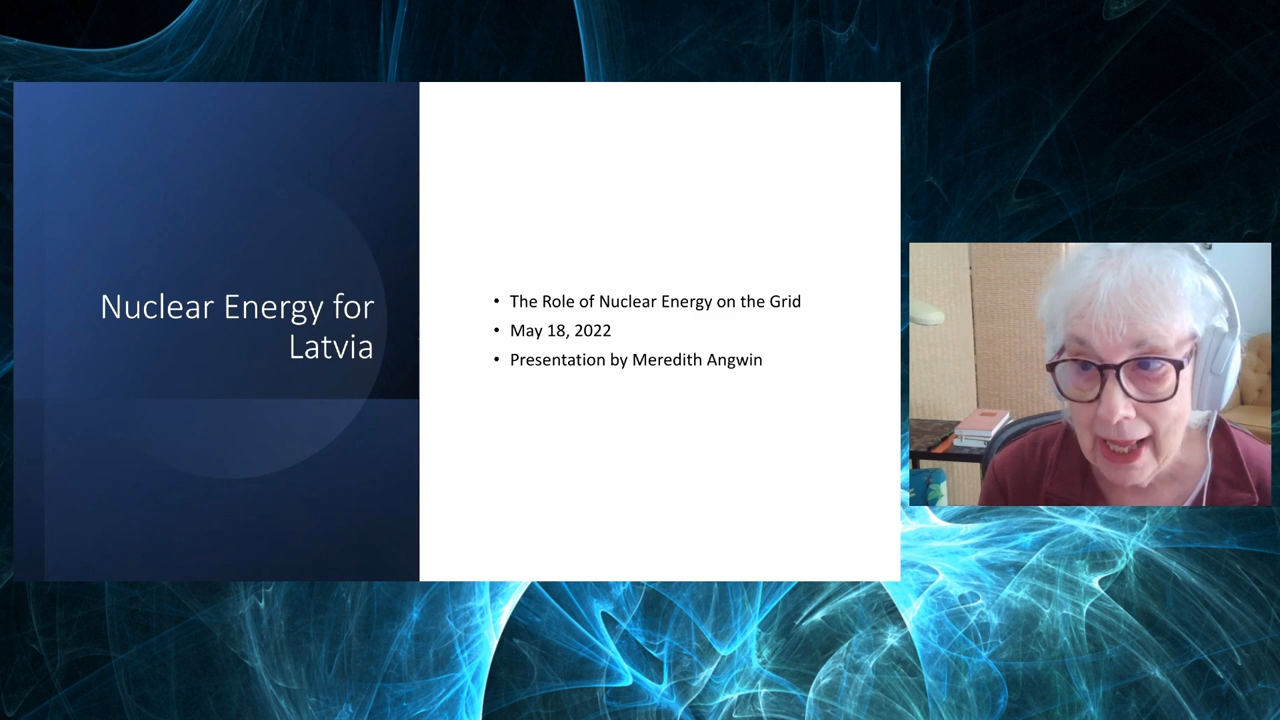 Nuclear Energy for
Latvia
• The Role of Nuclear Energy on the Grid
• May 18, 2022
• Presentation by Meredith Angwin